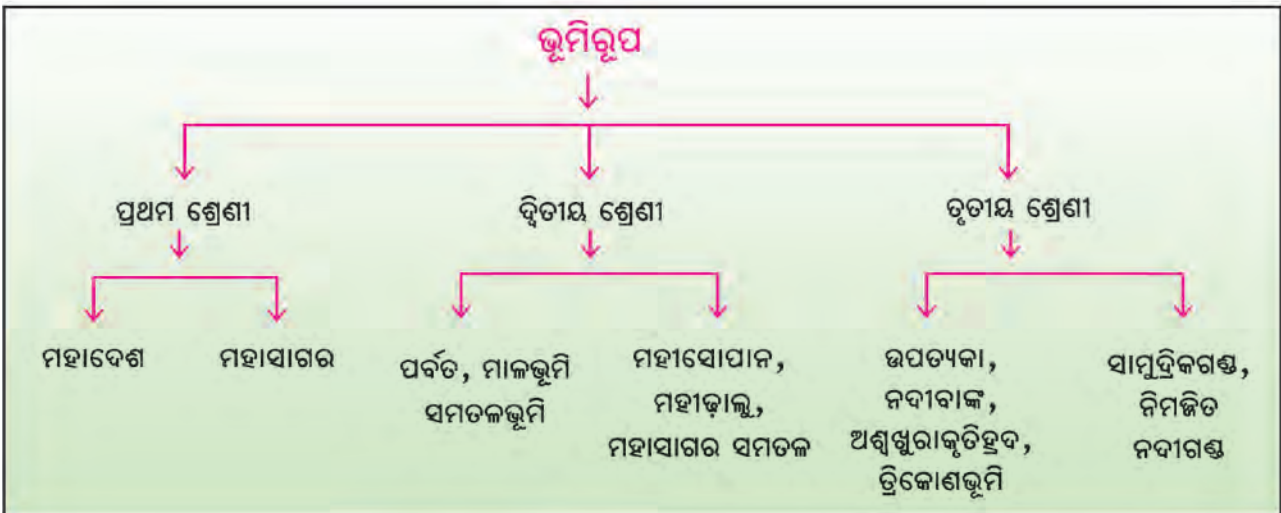 ଭୂମିରୂପ
ପ୍ରଥମ ଶ୍ରେଣୀ
ଦ୍ଵିତୀୟ ଶ୍ରେଣୀ
ତୃତୀୟ ଶ୍ରେଣୀ
ମହାଦେଶ
ମହାସାଗର
ପର୍ବତ, ମାଳଭୂମି
ସମତଳଭୂମି
ମହୀସୋପାନ,
ମହୀଢ଼ାଲୁ,
ମହାସାଗର ସମତଳ
ଉପତ୍ୟକା,
ନଦୀବାଙ୍କ,
ଅଶ୍ୱଖୁରାକୃତିହ୍ରଦ,
ତ୍ରିକୋଣଭୂମି
ସାମୁଦ୍ରିକଗଣ୍ଡ,
ନିମଜିତ
ନଦୀଗଣ୍ଡ